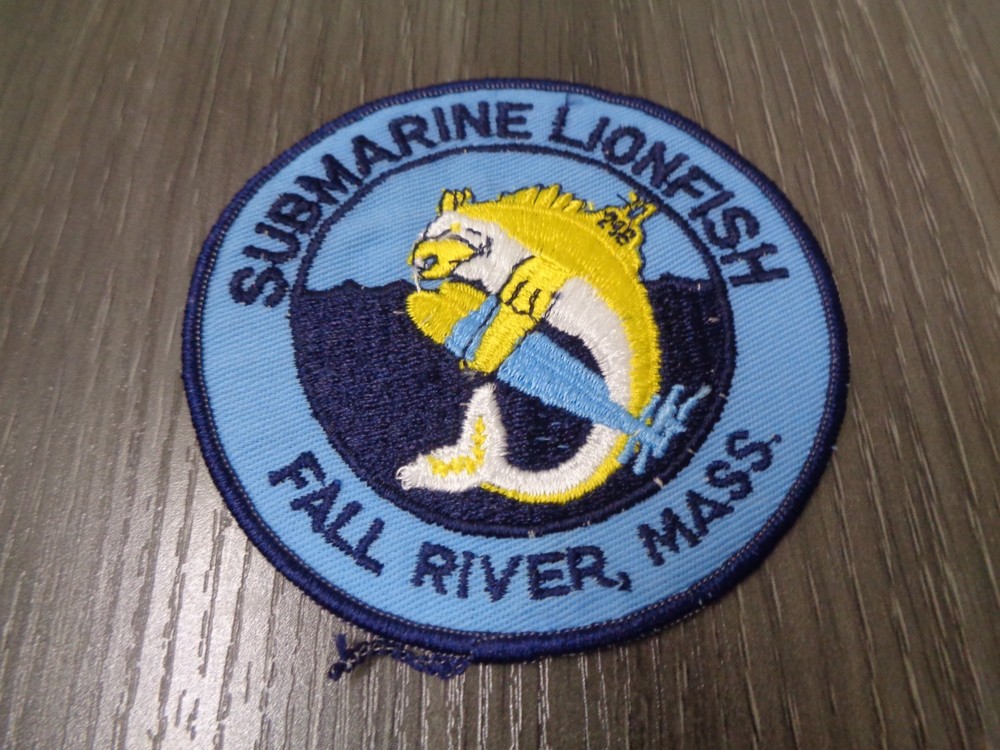 SUBMARINE LIONFISH
298
FALL RIVER, MASS.